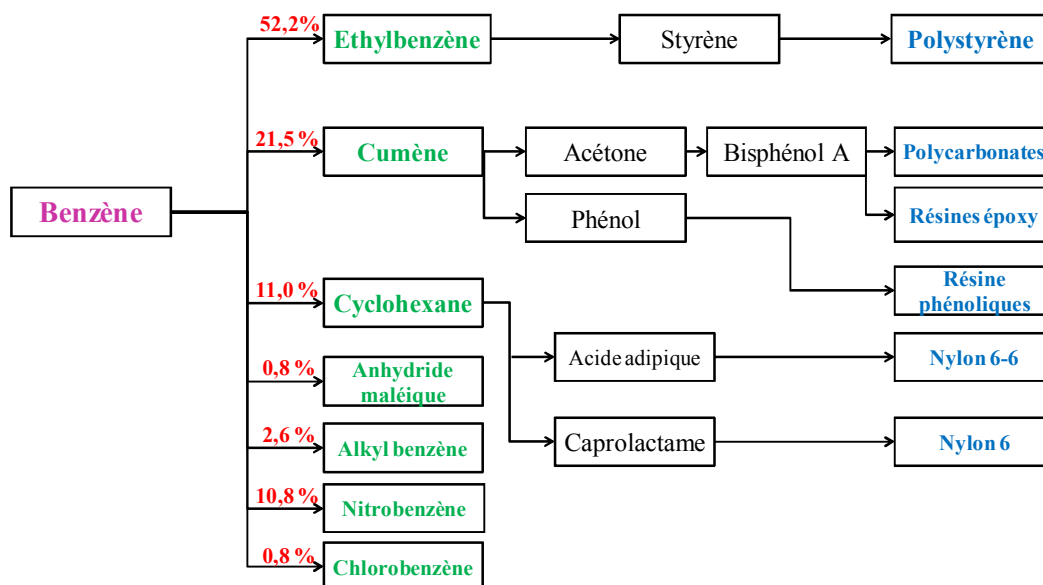 52,2%
Ethylbenzène
Styrène
Polystyrène
21,5 %
Cumène
Acétone
Bisphénol A
Polycarbonates
Benzène
Phénol
Résines époxy
11,0 %
Cyclohexane
Résine
phénoliques
Acide adipique
Nylon 6-6
0,8 %
Anhydride
maléique
2,6 %
Alkyl benzène
Caprolactame
Nylon 6
10,8 %
Nitrobenzène
0,8 %
Chlorobenzène